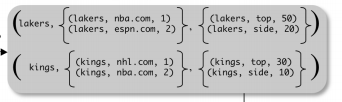 (lakers, {(lakers, nba.com, 1)
(lakers, espn.com, 2)}, {(lakers, top, 50)
(lakers, side, 20)})
(kings, {(kings, nhl.com, 1)
(kings, nba.com, 2)}, {(kings, top, 30)
(kings, side, 10)})